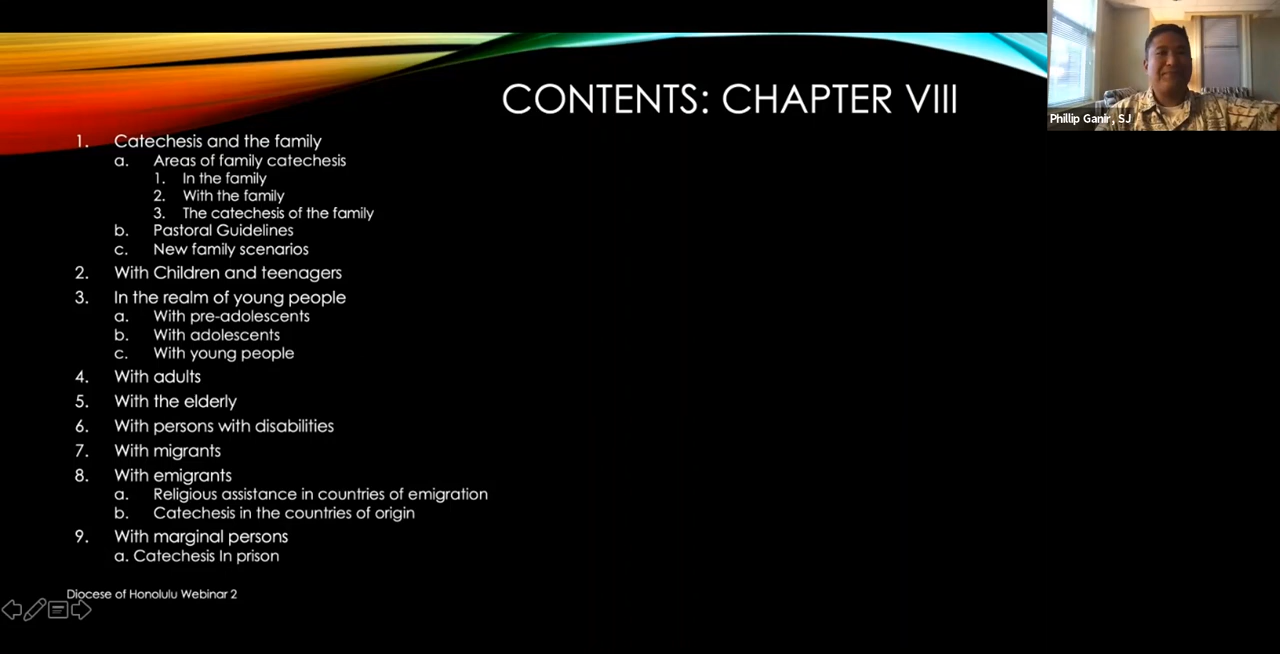 CONTENTS: CHAPTER VIII
Phillip Ganir, SJ
1. Catechesis and the family
a. Areas of family catechesis
1. In the family
2. With the family
3. The catechesis of the family
b. Pastoral Guidelines
c. New family scenarios
2. With Children and teenagers
3. In the realm of young people
a. With pre-adolescents
b. With adolescents
c. With young people
4. With adults
5. With the elderly
6. With persons with disabilities
7. With migrants
8. With emigrants
a. Religious assistance in countries of emigration
b. Catechesis in the countries of origin
9. With marginal persons
a. Catechesis In prison
Diocese of Honolulu Webinar 2